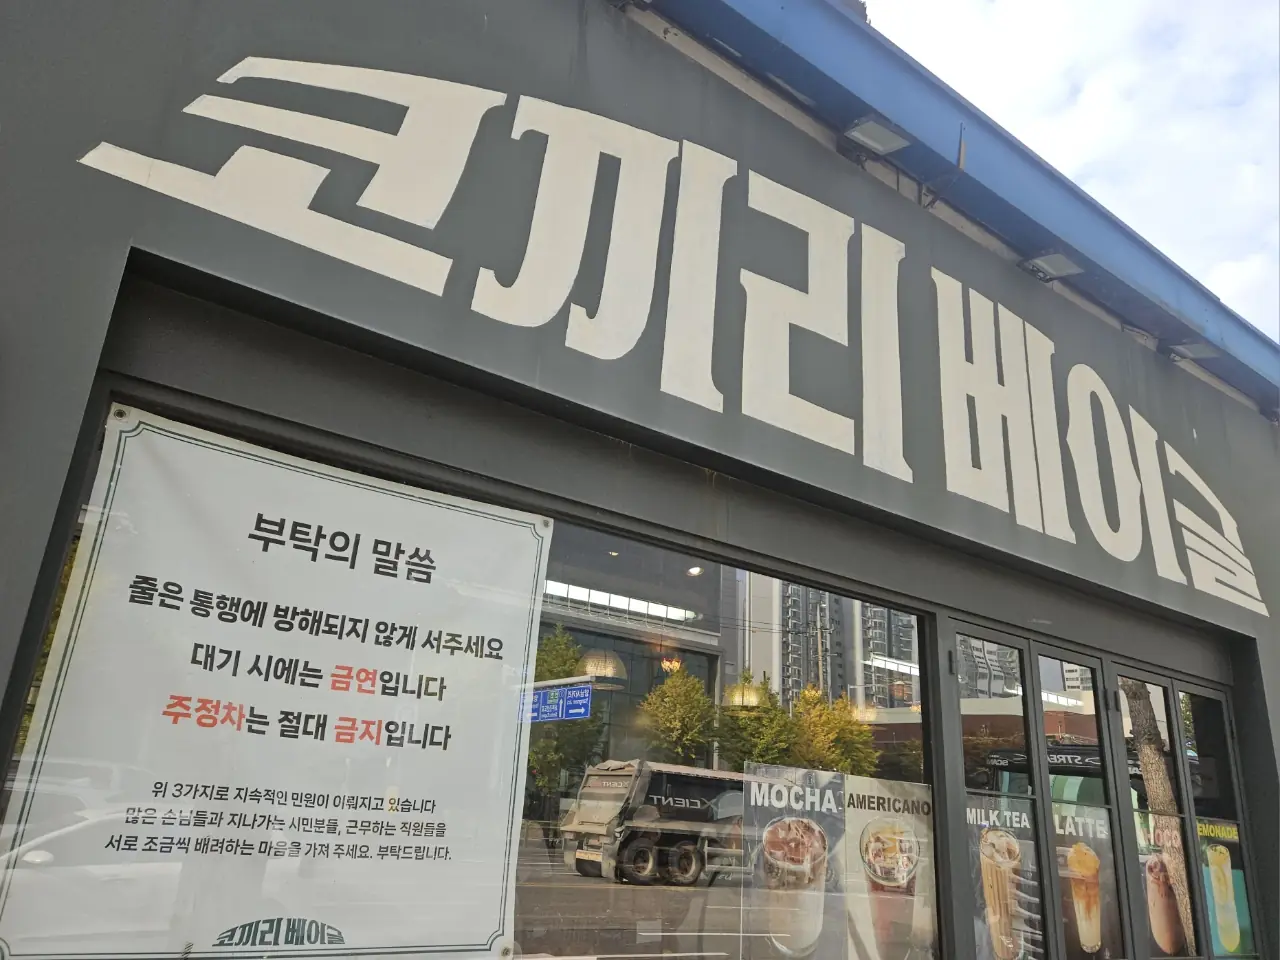 코끼리 베이글
부탁의 말씀
줄은 통행에 방해되지 않게 서주세요
대기 시에는 금연입니다
주정차는 절대 금지입니다
위 3가지로 지속적인 민원이 이뤄지고 있습니다
많은 손님들과 지나가는 시민분들, 근무하는 직원들을
서로 조금씩 배려하는 마음을 가져 주세요. 부탁드립니다.
코끼리 베이글
MOCHA
AMERICANO
MILK TEA
LATTE